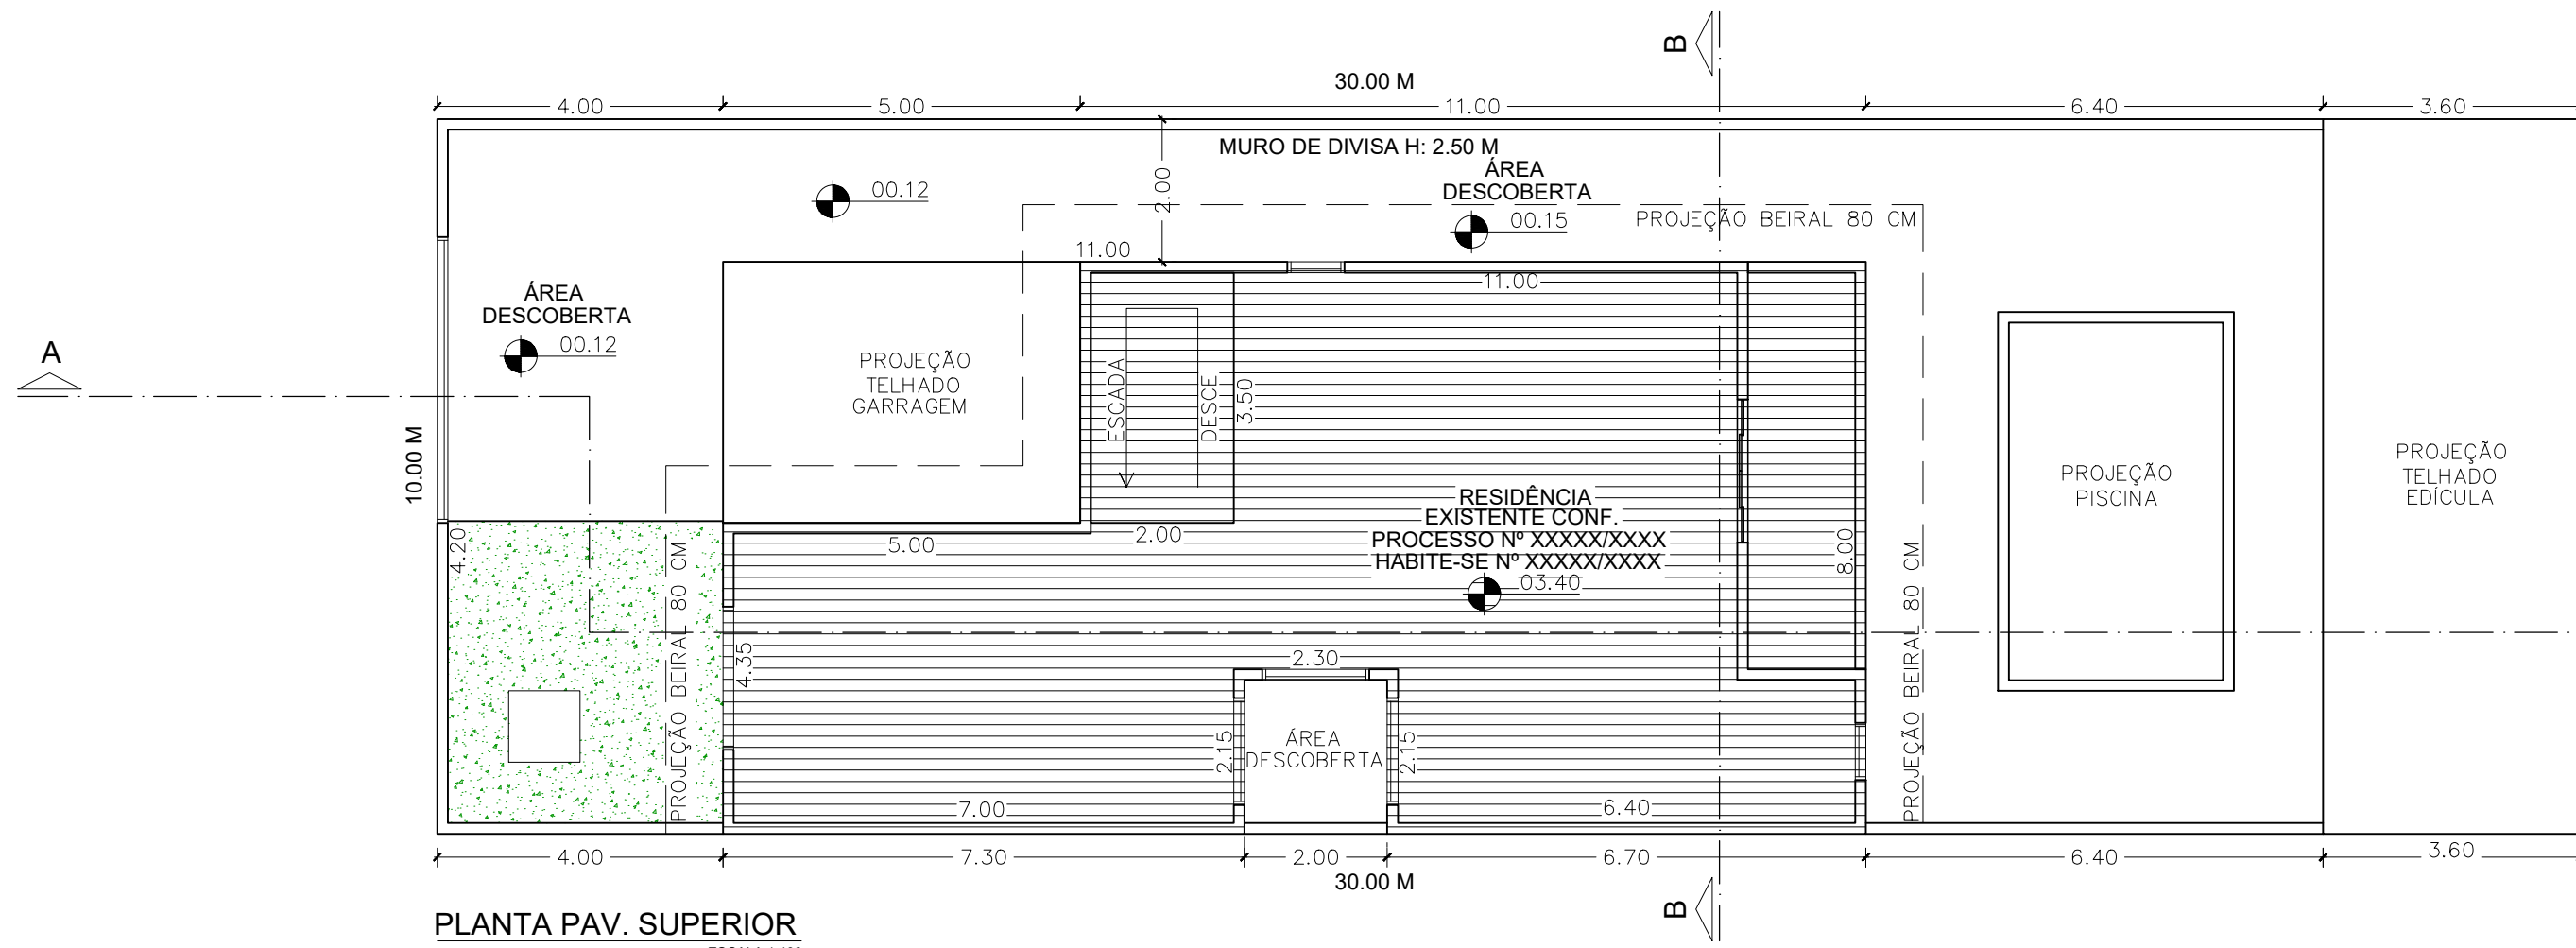 B
30.00 M
4.00
5.00
11.00
6.40
3.60
MURO DE DIVISA H: 2.50 M
ÁREA
DESCOBERTA
00.12
2.00
00.15
PROJEÇÃO BEIRAL 80 CM
11.00
11.00
ÁREA
DESCOBERTA
00.12
A
PROJEÇÃO
TELHADO
GARRAGEM
ESCADA
DESCE
3.50
10.00 M
PROJEÇÃO
PISCINA
PROJEÇÃO
TELHADO
EDÍCULA
RESIDÊNCIA
EXISTENTE CONF.
PROCESSO Nº XXXXX/XXXX
HABITE-SE Nº XXXXX/XXXX
03.40
4.20
5.00
2.00
8.00
PROJEÇÃO BEIRAL 80 CM
4.35
2.30
PROJEÇÃO BEIRAL 80 CM
2.15
ÁREA
DESCOBERTA
2.15
7.00
6.40
4.00
7.30
2.00
6.70
6.40
3.60
30.00 M
B
PLANTA PAV. SUPERIOR